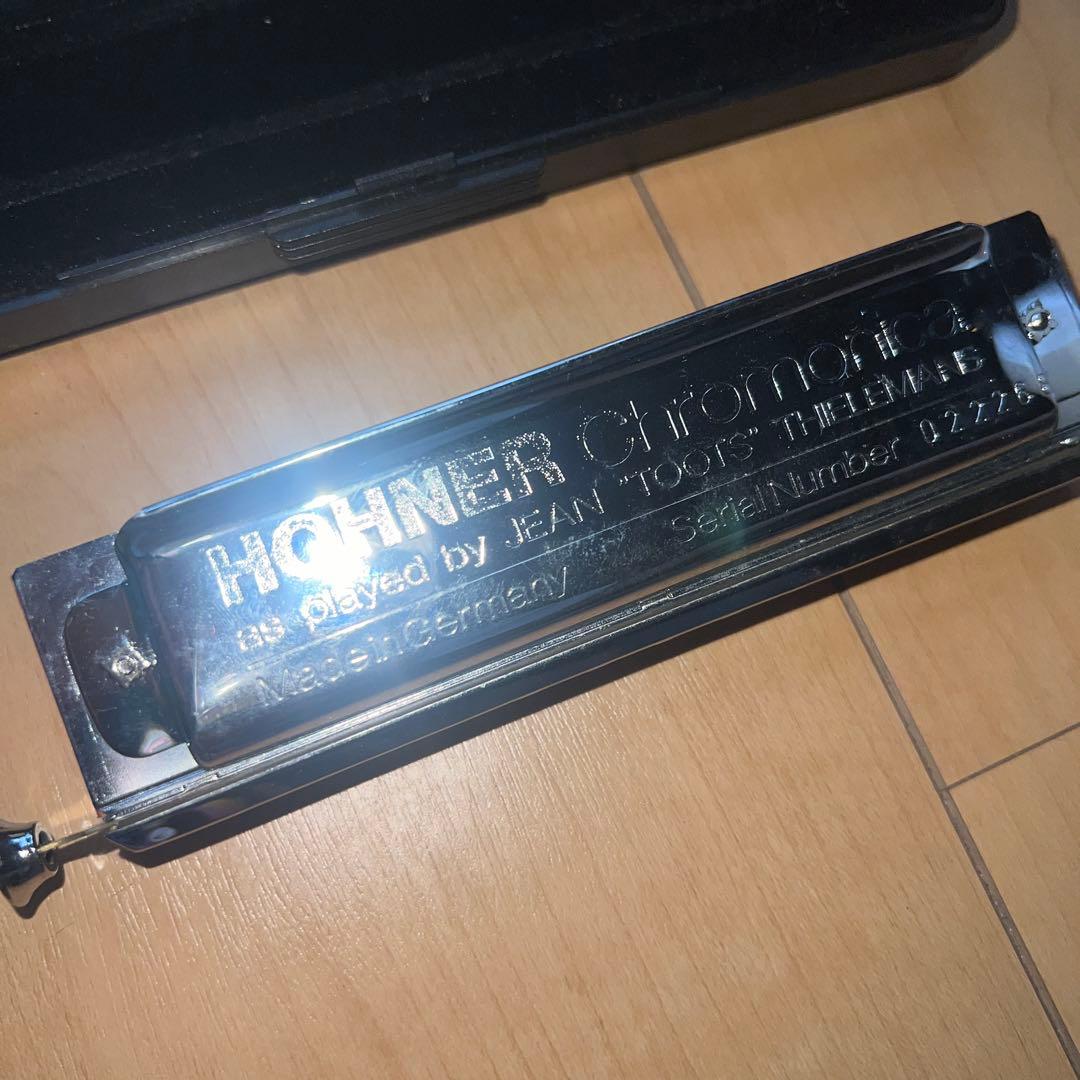 HOHNER Chromonica
as played by JEAN "TOOTS" THIELEMANS
Made in Germany Serial Number